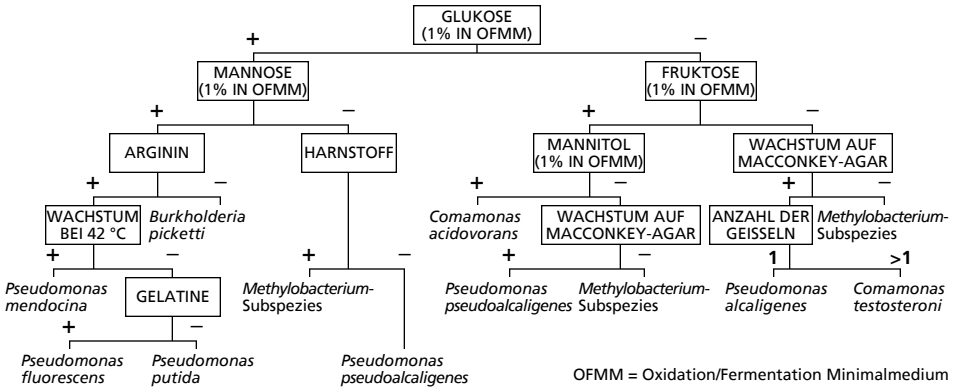 GLUKOSE
(1% IN OFMM)
+
–
MANNOSE
(1% IN OFMM)
FRUKTOSE
(1% IN OFMM)
+
–
+
–
ARGININ
HARNSTOFF
MANNITOL
(1% IN OFMM)
WACHSTUM AUF
MACCONKEY-AGAR
+
–
+
–
+
–
WACHSTUM
BEI 42 °C
Burkholderia
picketti
Comamonas
acidovorans
WACHSTUM AUF
MACCONKEY-AGAR
ANZAHL DER
GEISSELN
Methylobacterium-
Subspezies
+
–
+
–
+
–
1
>1
Pseudomonas
mendocina
GELATINE
Methylobacterium-
Subspezies
Pseudomonas
pseudoalcaligenes
Methylobacterium-
Subspezies
Pseudomonas
alcaligenes
Comamonas
testosteroni
+
–
Pseudomonas
fluorescens
Pseudomonas
putida
Pseudomonas
pseudoalcaligenes
OFMM = Oxidation/Fermentation Minimalmedium